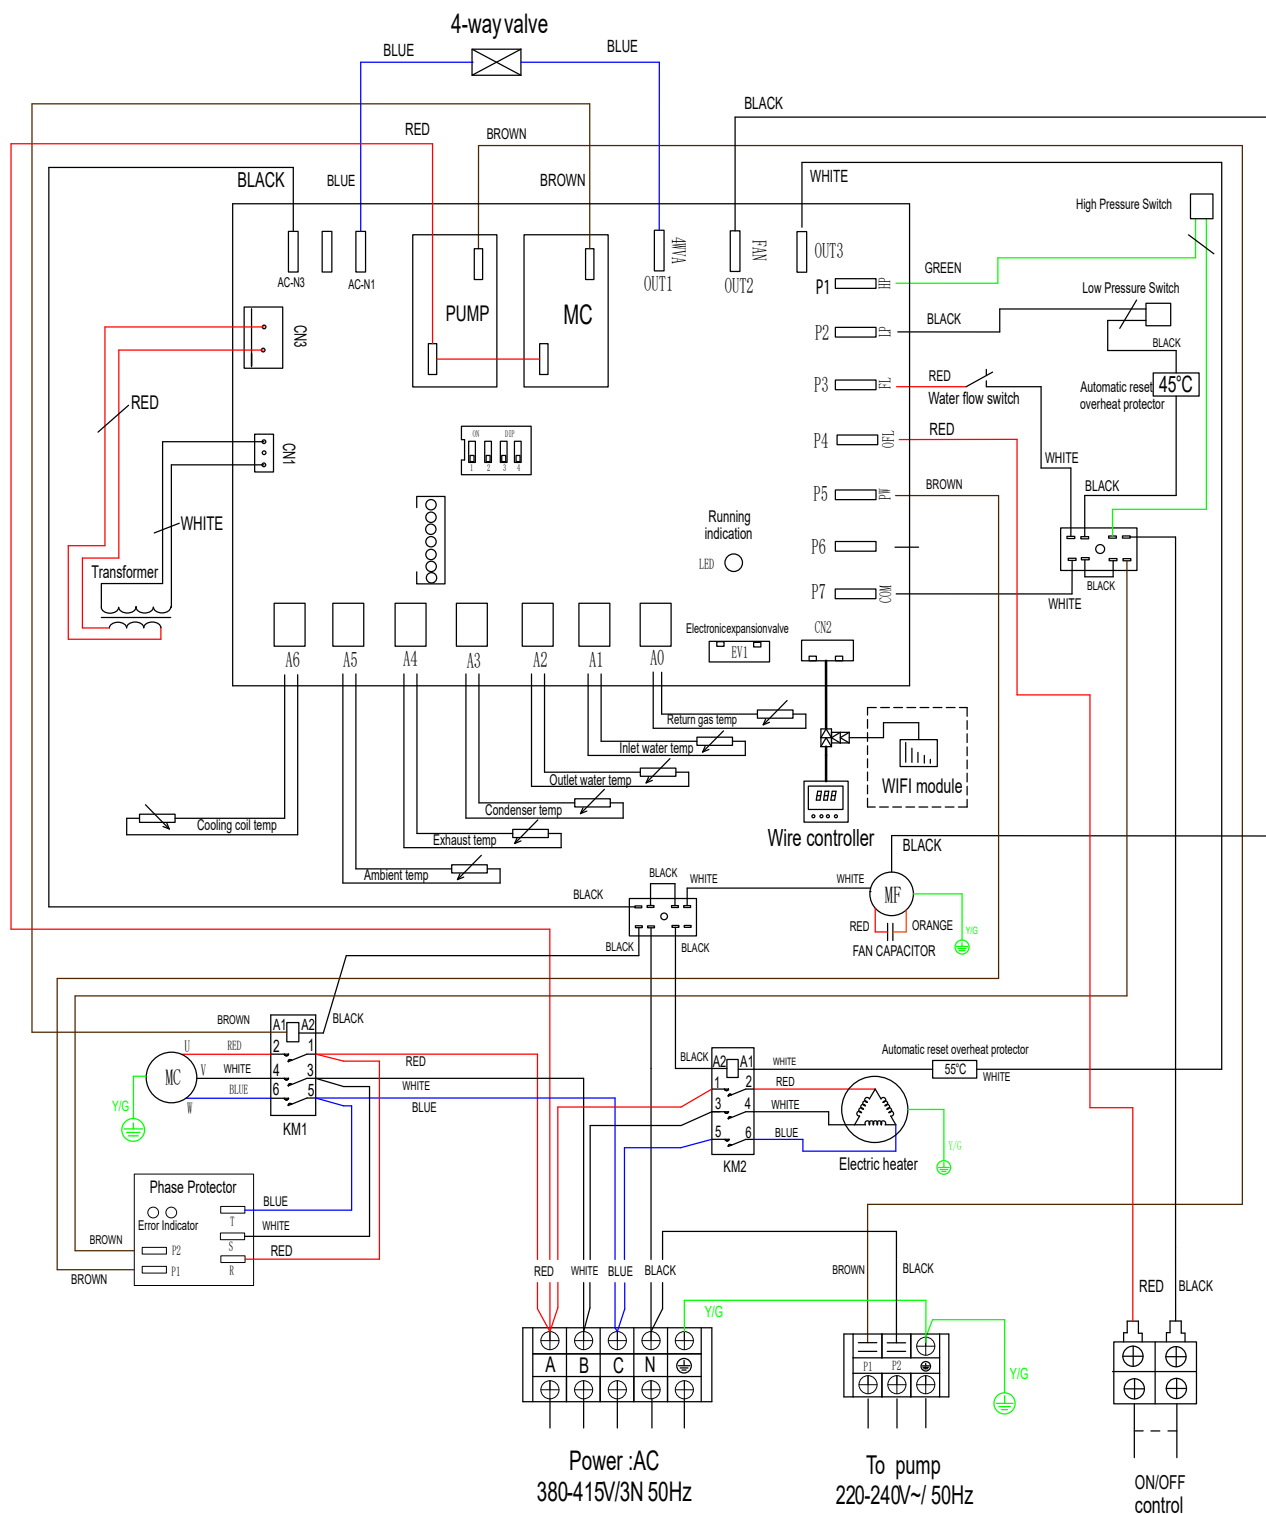 4-way valve
BLUE
BLUE
BLACK
RED
BROWN
BLACK
BLUE
BROWN
WHITE
High Pressure Switch
AC-N3
AC-N1
PUMP
MC
4WVA
OUT1
FAN
OUT2
OUT3
GREEN
P1
HP
Low Pressure Switch
CN3
P2
LP
BLACK
BLACK
RED
P3
FL
RED
Water flow switch
Automatic reset
overheat protector
45°C
P4
OFL
RED
ON DIP
1 2 3 4
CN1
WHITE
BLACK
P5
PW
BROWN
WHITE
Running
indication
LED
P6
Transformer
P7
COM
BLACK
WHITE
Electronicexpansionvalve
EV1
CN2
A6
A5
A4
A3
A2
A1
A0
Return gas temp
Inlet water temp
Outlet water temp
Condenser temp
Cooling coil temp
Exhaust temp
Ambient temp
WIFI module
888
Wire controller
BLACK
BLACK
WHITE
WHITE
BLACK
MF
RED
ORANGE
Y/G
FAN CAPACITOR
BLACK
BLACK
BROWN
A1 A2
BLACK
U
RED
2 1
RED
MC
V
WHITE
4 3
WHITE
W
BLUE
6 5
BLUE
Y/G
KM1
BLACK
A2 A1
WHITE
Automatic reset overheat protector
55°C
WHITE
1 2
RED
3 4
WHITE
5 6
BLUE
KM2
Electric heater
Y/G
Phase Protector
Error Indicator
T
S
R
P2
P1
BLUE
WHITE
RED
BROWN
BROWN
RED
WHITE
BLUE
BLACK
Y/G
BROWN
BLACK
Y/G
RED
BLACK
A
B
C
N
P1
P2
Power :AC
380-415V/3N 50Hz
To pump
220-240V~/ 50Hz
ON/OFF
control